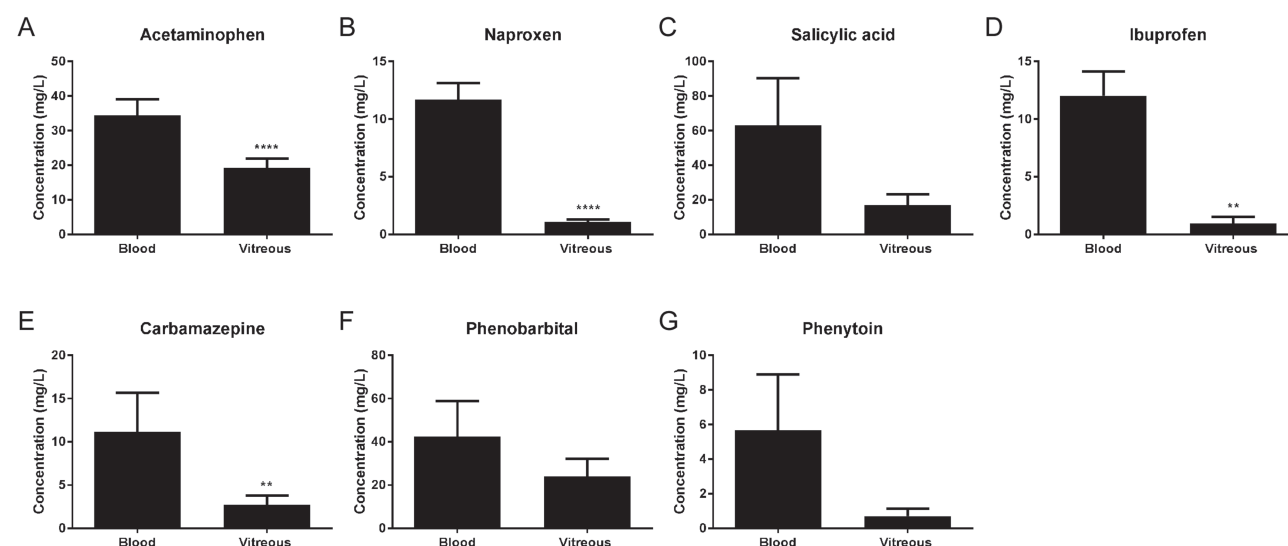 A Acetaminophen
Concentration (mg/L)
50
40
30
20
10
0
****
Blood Vitreous
B Naproxen
Concentration (mg/L)
15
10
5
0
****
Blood Vitreous
C Salicylic acid
Concentration (mg/L)
100
80
60
40
20
0
Blood Vitreous
D Ibuprofen
Concentration (mg/L)
15
10
5
0
**
Blood Vitreous
E Carbamazepine
Concentration (mg/L)
20
15
10
5
0
**
Blood Vitreous
F Phenobarbital
Concentration (mg/L)
80
60
40
20
0
Blood Vitreous
G Phenytoin
Concentration (mg/L)
10
8
6
4
2
0
Blood Vitreous